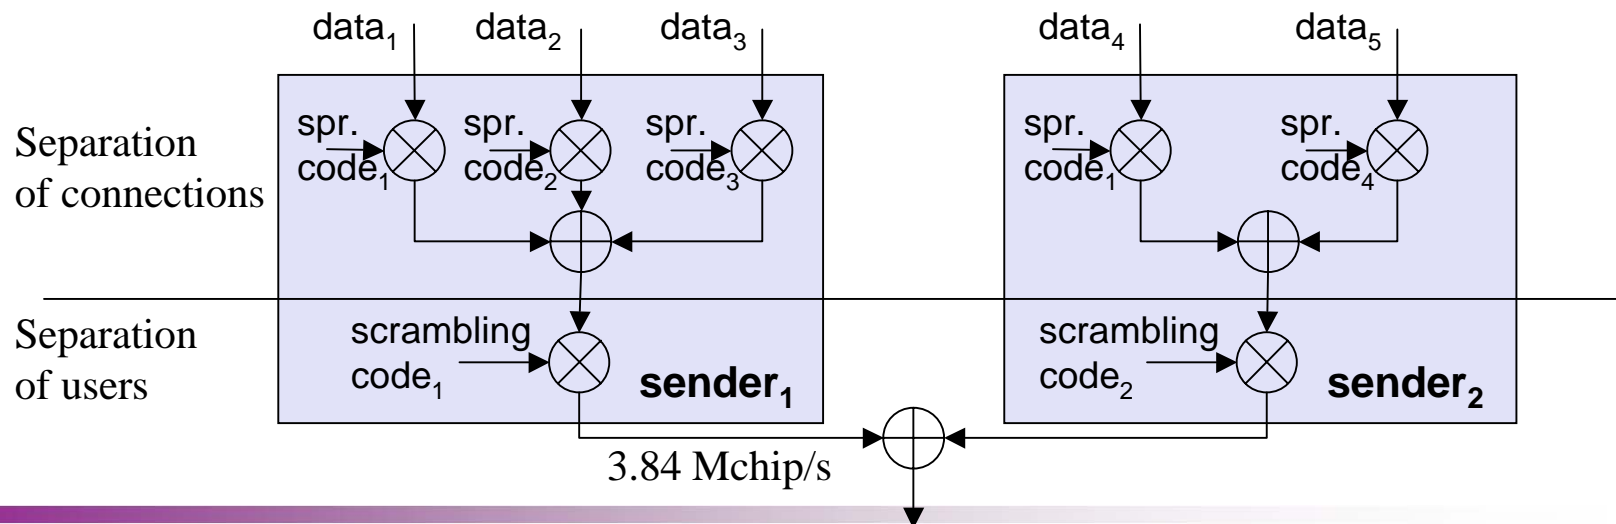 data₁ data₂ data₃ data₄ data₅
Separation
of connections
spr.
code₁
spr.
code₂
spr.
code₃
spr.
code₁
spr.
code₄
Separation
of users
scrambling
code₁
sender₁
scrambling
code₂
sender₂
3.84 Mchip/s